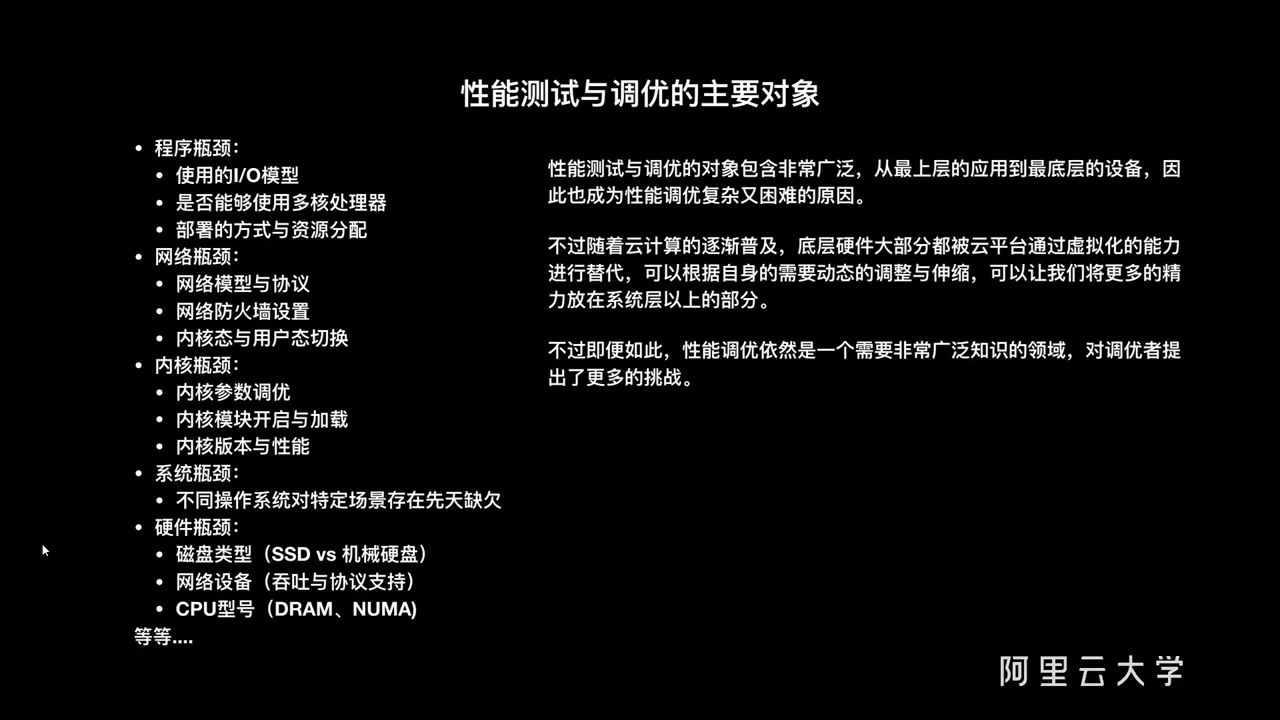 性能测试与调优的主要对象
• 程序瓶颈：
• 使用的I/O模型
• 是否能够使用多核处理器
• 部署的方式与资源分配
• 网络瓶颈：
• 网络模型与协议
• 网络防火墙设置
• 内核态与用户态切换
• 内核瓶颈：
• 内核参数调优
• 内核模块开启与加载
• 内核版本与性能
• 系统瓶颈：
• 不同操作系统对特定场景存在先天缺欠
• 硬件瓶颈：
• 磁盘类型（SSD vs 机械硬盘）
• 网络设备（吞吐与协议支持）
• CPU型号（DRAM、NUMA)
等等....
性能测试与调优的对象包含非常广泛，从最上层的应用到最底层的设备，因
此也成为性能调优复杂又困难的原因。
不过随着云计算的逐渐普及，底层硬件大部分都被云平台通过虚拟化的能力
进行替代，可以根据自身的需要动态的调整与伸缩，可以让我们将更多的精
力放在系统层以上的部分。
不过即便如此，性能调优依然是一个需要非常广泛知识的领域，对调优者提
出了更多的挑战。
阿里云大学